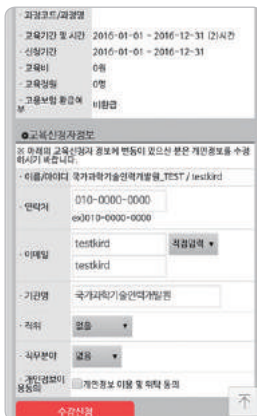 · 과정코드/과정명
· 교육기간 및 시간 2016-01-01 ~ 2016-12-31 (2)시간
· 신청기간 2016-01-01 ~ 2016-12-31
· 교육비 0원
· 교육정원 0명
· 고용보험 환급여부 비환급
●교육신청자정보
※ 아래의 교육신청자 정보에 변동이 있으신 분은 개인정보를 수정
하시기 바랍니다.
· 이름/아이디 국가과학기술인력개발원_TEST / testkird
· 연락처 010-0000-0000
ex)010-0000-0000
· 이메일 testkird 직접입력 ▼
testkird
· 기관명 국가과학기술인력개발원
· 직위 없음 ▼
· 직무분야 없음 ▼
· 개인정보이용동의 개인정보 이용 및 위탁 동의
수강신청